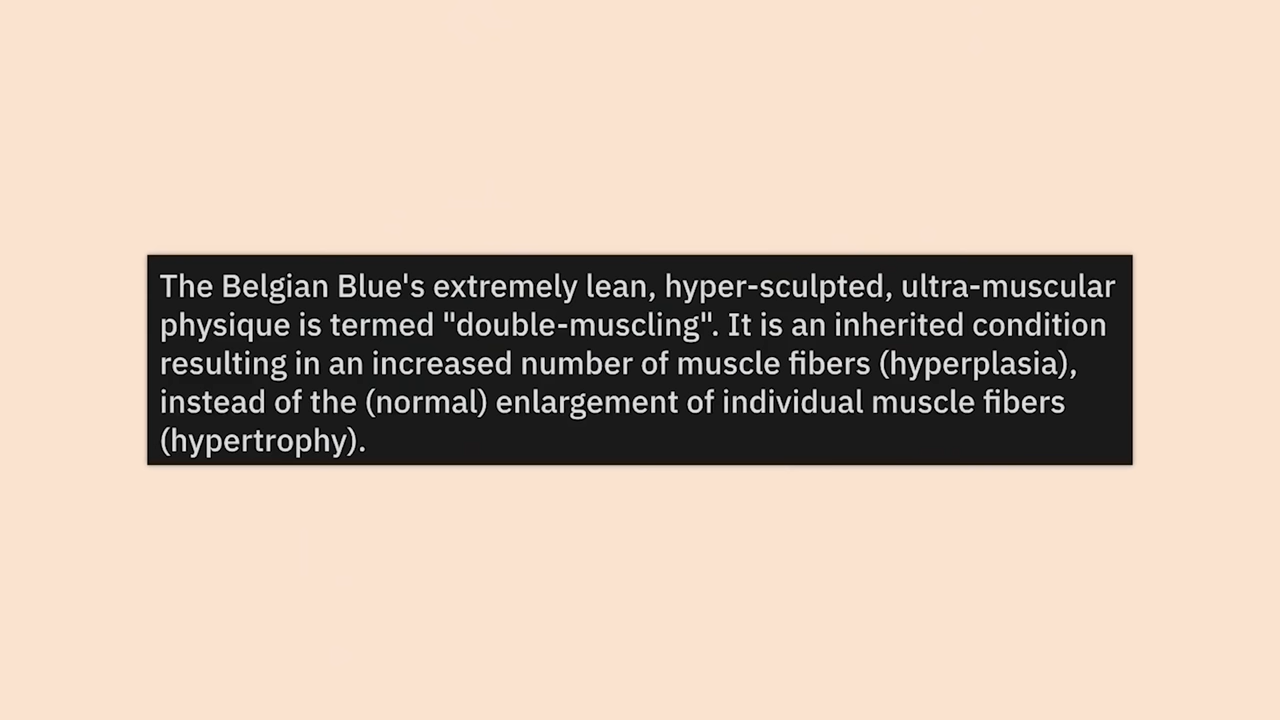 The Belgian Blue's extremely lean, hyper-sculpted, ultra-muscular
physique is termed "double-muscling". It is an inherited condition
resulting in an increased number of muscle fibers (hyperplasia),
instead of the (normal) enlargement of individual muscle fibers
(hypertrophy).